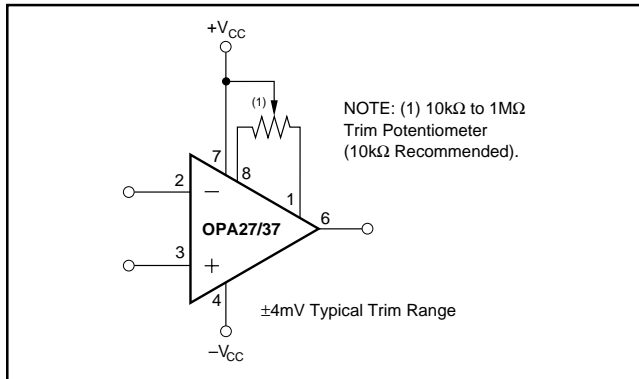 +VCC
(1)
NOTE: (1) 10kΩ to 1MΩ
Trim Potentiometer
(10kΩ Recommended).
7
8
2
−
1
6
OPA27/37
3
+
4
±4mV Typical Trim Range
−VCC